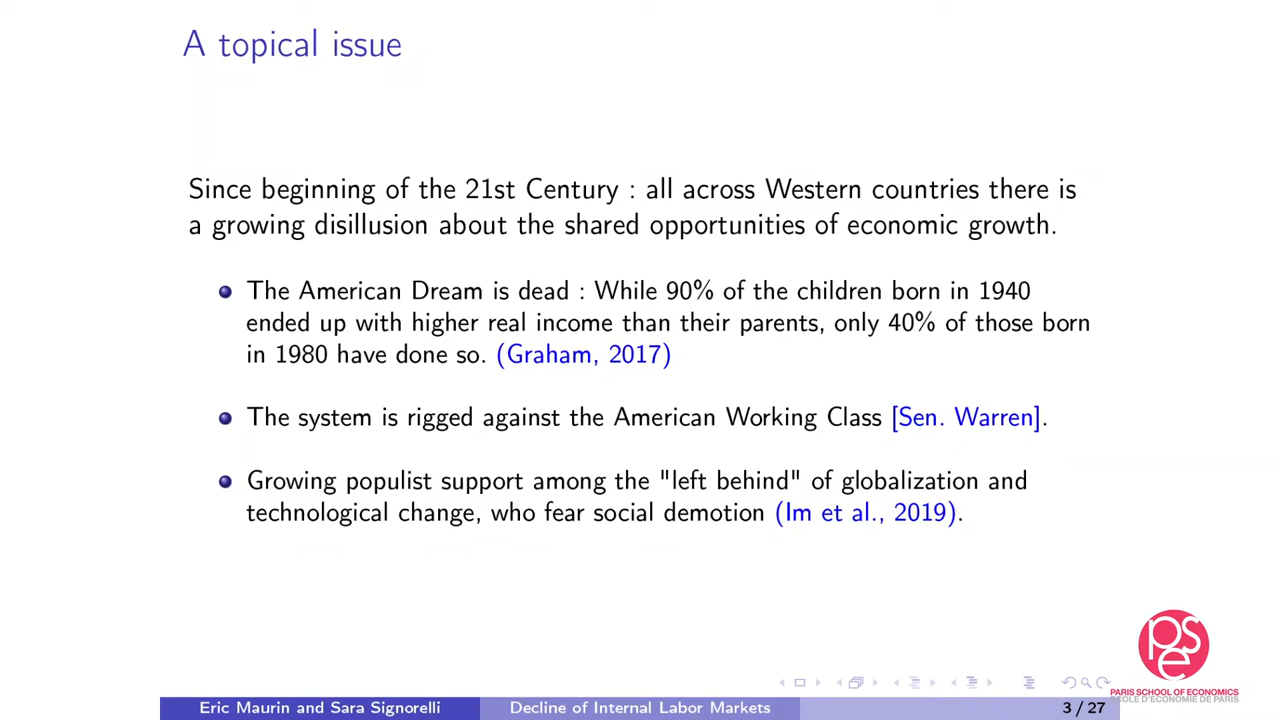 A topical issue
Since beginning of the 21st Century : all across Western countries there is
a growing disillusion about the shared opportunities of economic growth.
The American Dream is dead : While 90% of the children born in 1940
ended up with higher real income than their parents, only 40% of those born
in 1980 have done so. (Graham, 2017)
The system is rigged against the American Working Class [Sen. Warren].
Growing populist support among the "left behind" of globalization and
technological change, who fear social demotion (Im et al., 2019).
pse
PARIS SCHOOL OF ECONOMICS
ÉCOLE D'ÉCONOMIE DE PARIS
Eric Maurin and Sara Signorelli Decline of Internal Labor Markets 3 / 27